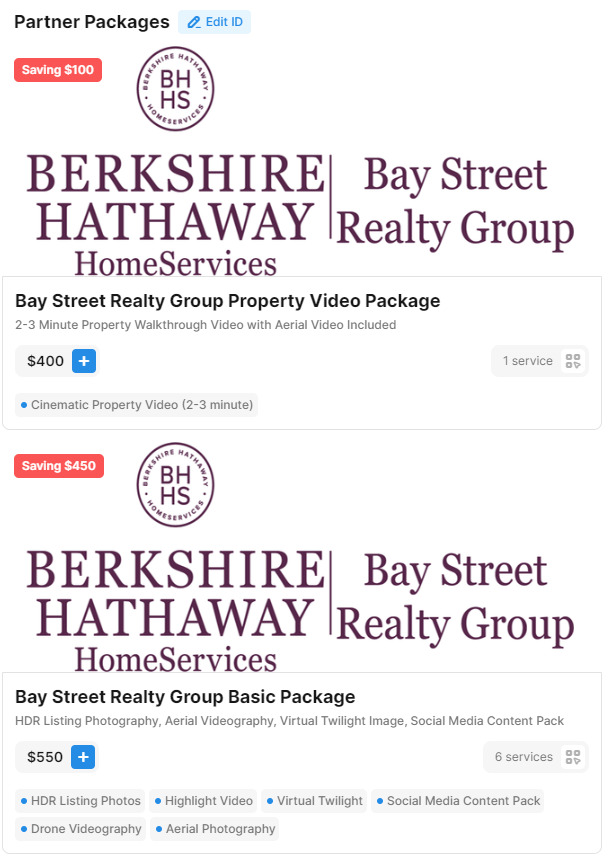 Partner Packages Edit ID
Saving $100
BERKSHIRE HATHAWAY
BH
HS
HOMESERVICES
BERKSHIRE
HATHAWAY
HomeServices
Bay Street
Realty Group
Bay Street Realty Group Property Video Package
2-3 Minute Property Walkthrough Video with Aerial Video Included
$400 + 1 service
Cinematic Property Video (2-3 minute)
Saving $450
BERKSHIRE HATHAWAY
BH
HS
HOMESERVICES
BERKSHIRE
HATHAWAY
HomeServices
Bay Street
Realty Group
Bay Street Realty Group Basic Package
HDR Listing Photography, Aerial Videography, Virtual Twilight Image, Social Media Content Pack
$550 + 6 services
HDR Listing Photos Highlight Video Virtual Twilight Social Media Content Pack
Drone Videography Aerial Photography